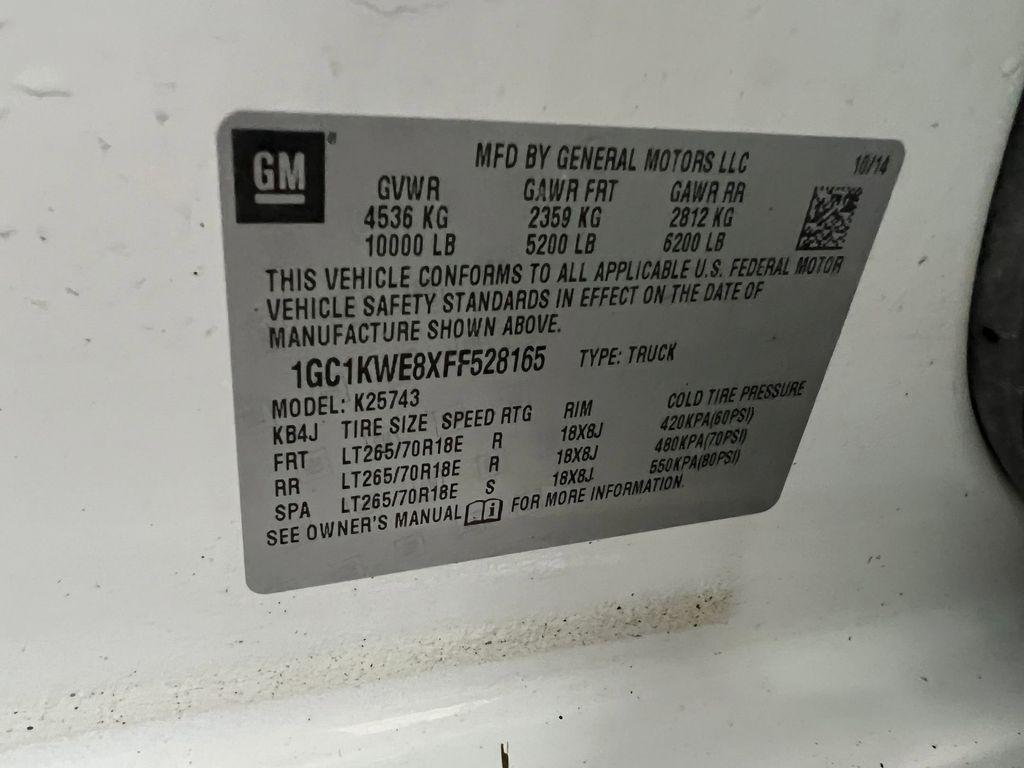 GM
MFD BY GENERAL MOTORS LLC 10/14
GVWR GAWR FRT GAWR RR
4536 KG 2359 KG 2812 KG
10000 LB 5200 LB 6200 LB
THIS VEHICLE CONFORMS TO ALL APPLICABLE U.S. FEDERAL MOTOR
VEHICLE SAFETY STANDARDS IN EFFECT ON THE DATE OF
MANUFACTURE SHOWN ABOVE.
1GC1KWE8XFF528165 TYPE: TRUCK
MODEL: K25743
KB4J TIRE SIZE SPEED RTG RIM COLD TIRE PRESSURE
FRT LT265/70R18E R 18X8J 420KPA(60PSI)
RR LT265/70R18E R 18X8J 480KPA(70PSI)
SPA LT265/70R18E S 18X8J 550KPA(80PSI)
SEE OWNER'S MANUAL FOR MORE INFORMATION.